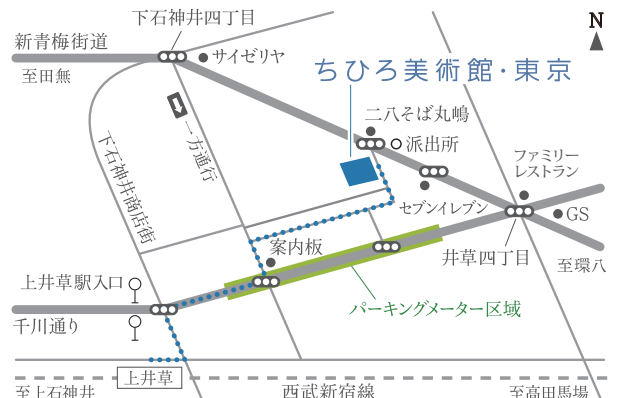 下石神井四丁目
N
新青梅街道
サイゼリヤ
至田無
ちひろ美術館・東京
二八そば丸嶋
派出所
一方通行
下石神井商店街
ファミリー
レストラン
セブンイレブン
GS
案内板
井草四丁目
至環八
上井草駅入口
パーキングメーター区域
千川通り
上井草
至上石神井
西武新宿線
至高田馬場